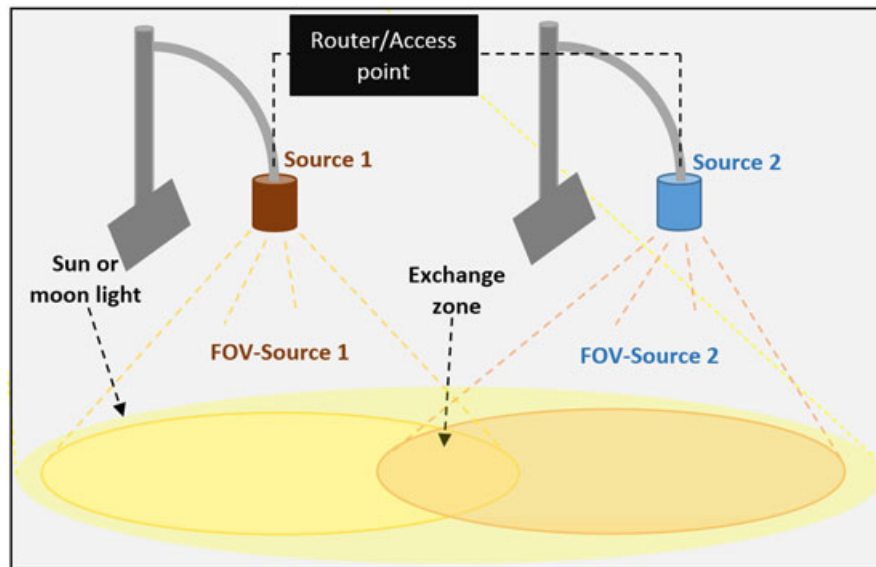 Router/Access
point
Source 1
Source 2
Sun or
moon light
Exchange
zone
FOV-Source 1
FOV-Source 2